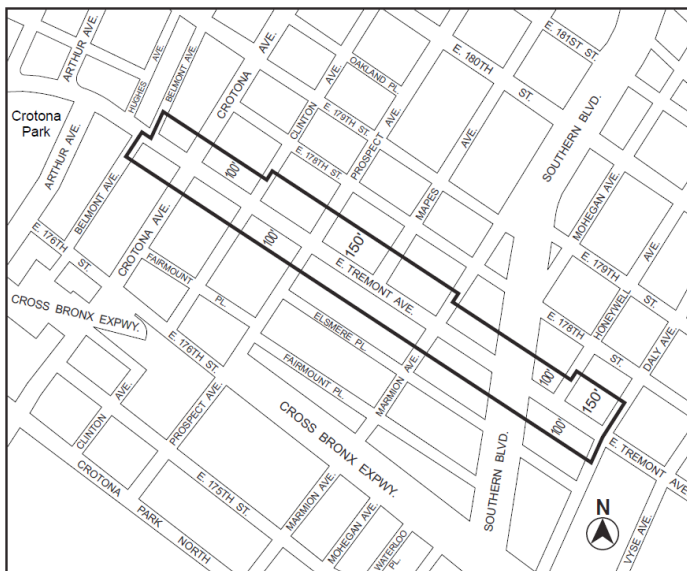 ARTHUR AVE.
HUGHES AVE.
BELMONT AVE.
CROTONA AVE.
OAKLAND PL.
E. 180TH ST.
E. 181ST ST.
Crotona
Park
CLINTON
E. 179TH ST.
PROSPECT AVE.
SOUTHERN BLVD.
ARTHUR AVE.
E. 178TH ST.
100'
MAPES AVE.
MOHEGAN AVE.
BELMONT AVE.
CROTONA AVE.
100'
150'
E. 176TH ST.
E. TREMONT AVE.
E. 179TH ST.
FAIRMOUNT PL.
CROSS BRONX EXPWY.
ELSMERE PL.
E. 178TH ST.
HONEYWELL
E. 176TH ST.
FAIRMOUNT PL.
MARMION AVE.
100'
DALY AVE.
150'
CLINTON AVE.
PROSPECT AVE.
CROSS BRONX EXPWY.
100'
SOUTHERN BLVD.
E. TREMONT AVE.
CROTONA PARK NORTH
E. 175TH ST.
MARMION AVE.
MOHEGAN AVE.
WATERLOO PL.
N
VYSE AVE.